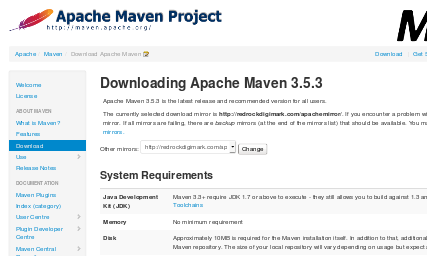 Apache Maven Project
http://maven.apache.org/
Apache / Maven / Download Apache Maven
Download | Get S
Welcome
License
ABOUT MAVEN
What is Maven?
Features
Download
Use
Release Notes
DOCUMENTATION
Maven Plugins
Index (category)
User Centre
Plugin Developer
Centre
Maven Central
Downloading Apache Maven 3.5.3
Apache Maven 3.5.3 is the latest release and recommended version for all users.
The currently selected download mirror is http://redrockdigimark.com/apachemirror/. If you encounter a problem wi
mirror. If all mirrors are failing, there are backup mirrors (at the end of the mirrors list) that should be available. You ma
mirrors.
Other mirrors: http://redrockdigimark.com/ap Change
System Requirements
Java Development
Kit (JDK)
Maven 3.3+ require JDK 1.7 or above to execute - they still allows you to build against 1.3 an
Toolchains
Memory
No minimum requirement
Disk
Approximately 10MB is required for the Maven installation itself. In addition to that, additional
Maven repository. The size of your local repository will vary depending on usage but expect a